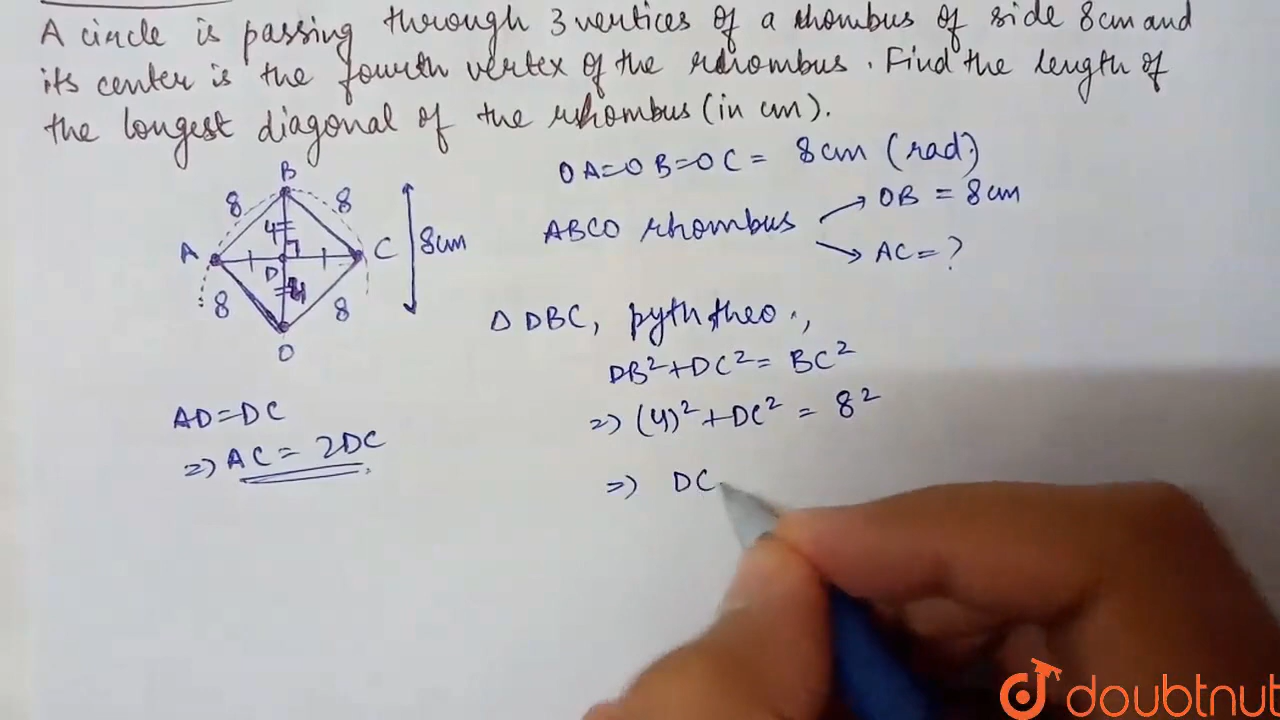 A circle is passing through 3 vertices of a rhombus of side 8cm and
its center is the fourth vertex of the rhombus. Find the length of
the longest diagonal of the rhombus (in cm).
OA=OB=OC= 8cm (rad.)
ABCO rhombus
OB = 8cm
AC = ?
B
8
8
4
A
D
C
8cm
4
8
8
O
Δ DBC, pyth. theo.,
DB²+DC² = BC²
=> (4)²+DC² = 8²
=> DC
AD=DC
=> AC = 2DC
doubtnut